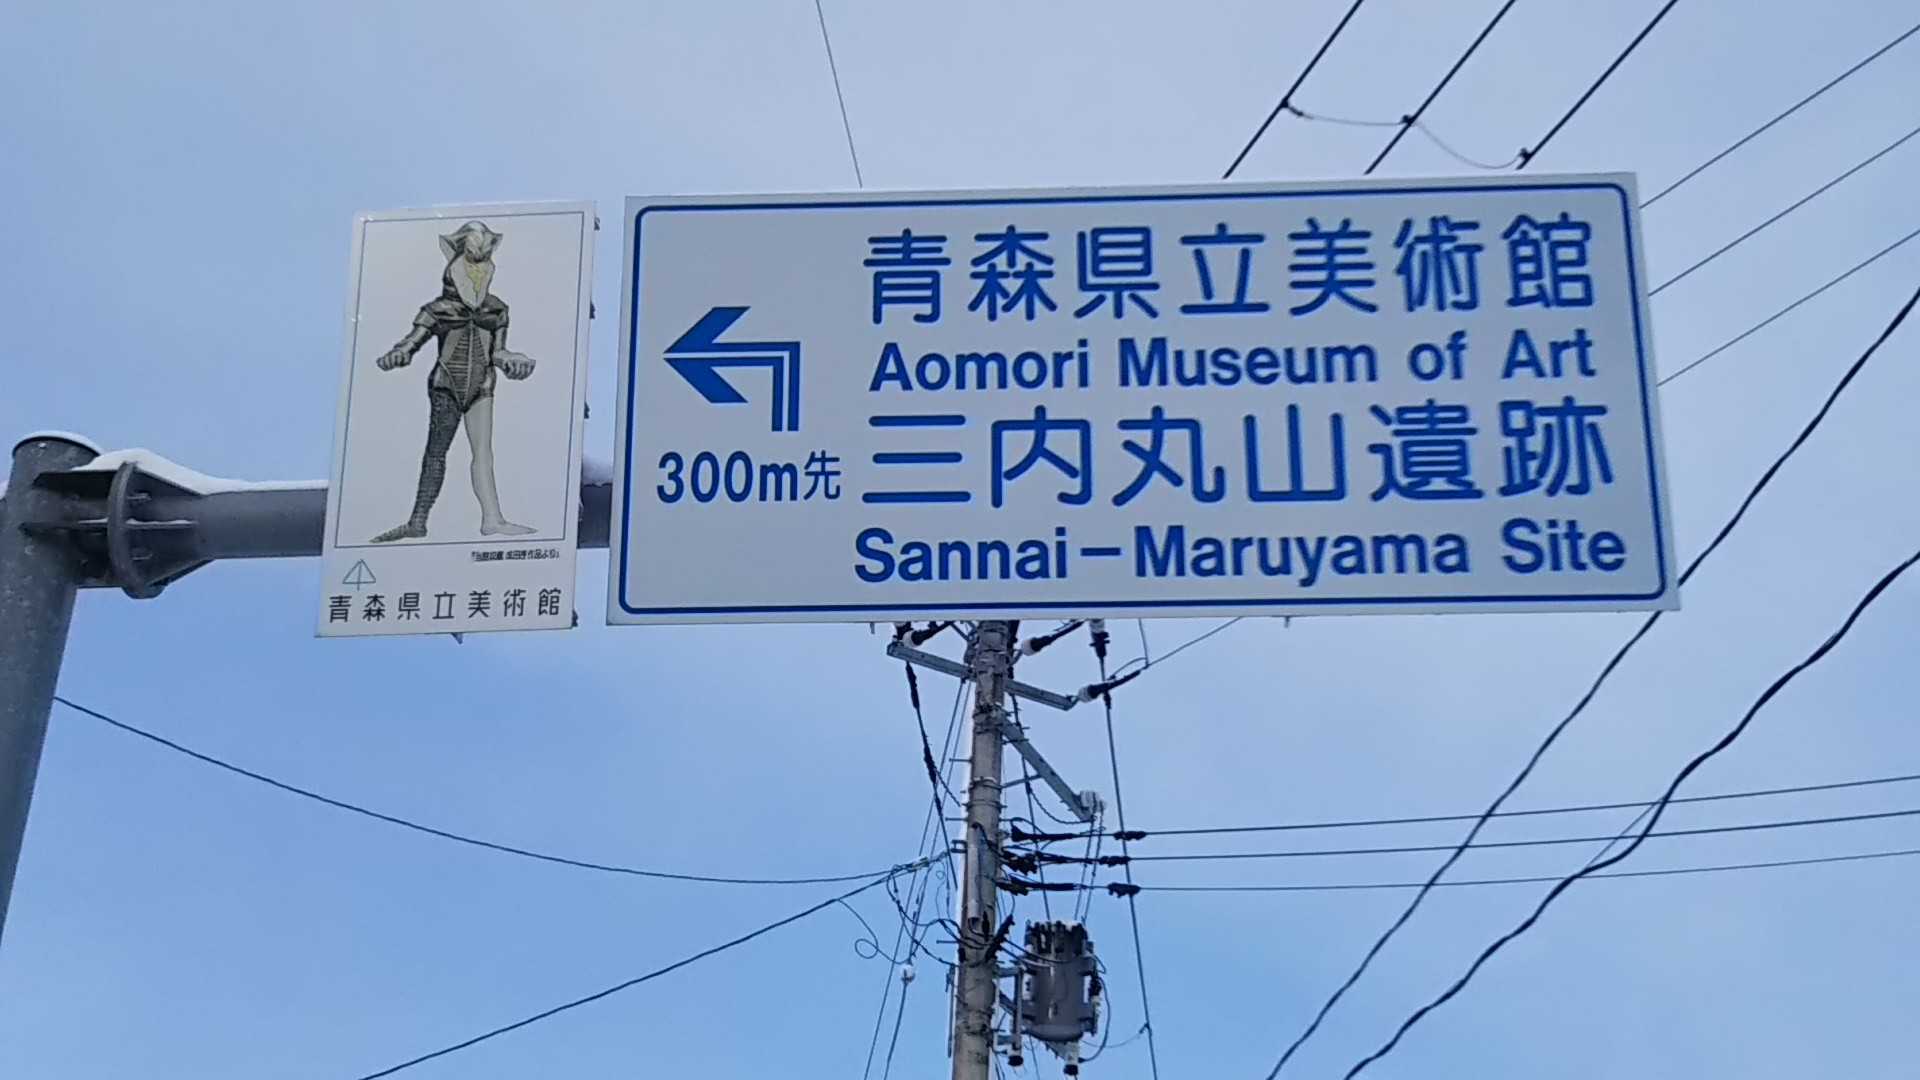 青森県立美術館
Aomori Museum of Art
三内丸山遺跡
Sannai-Maruyama Site
300m先
青森県立美術館